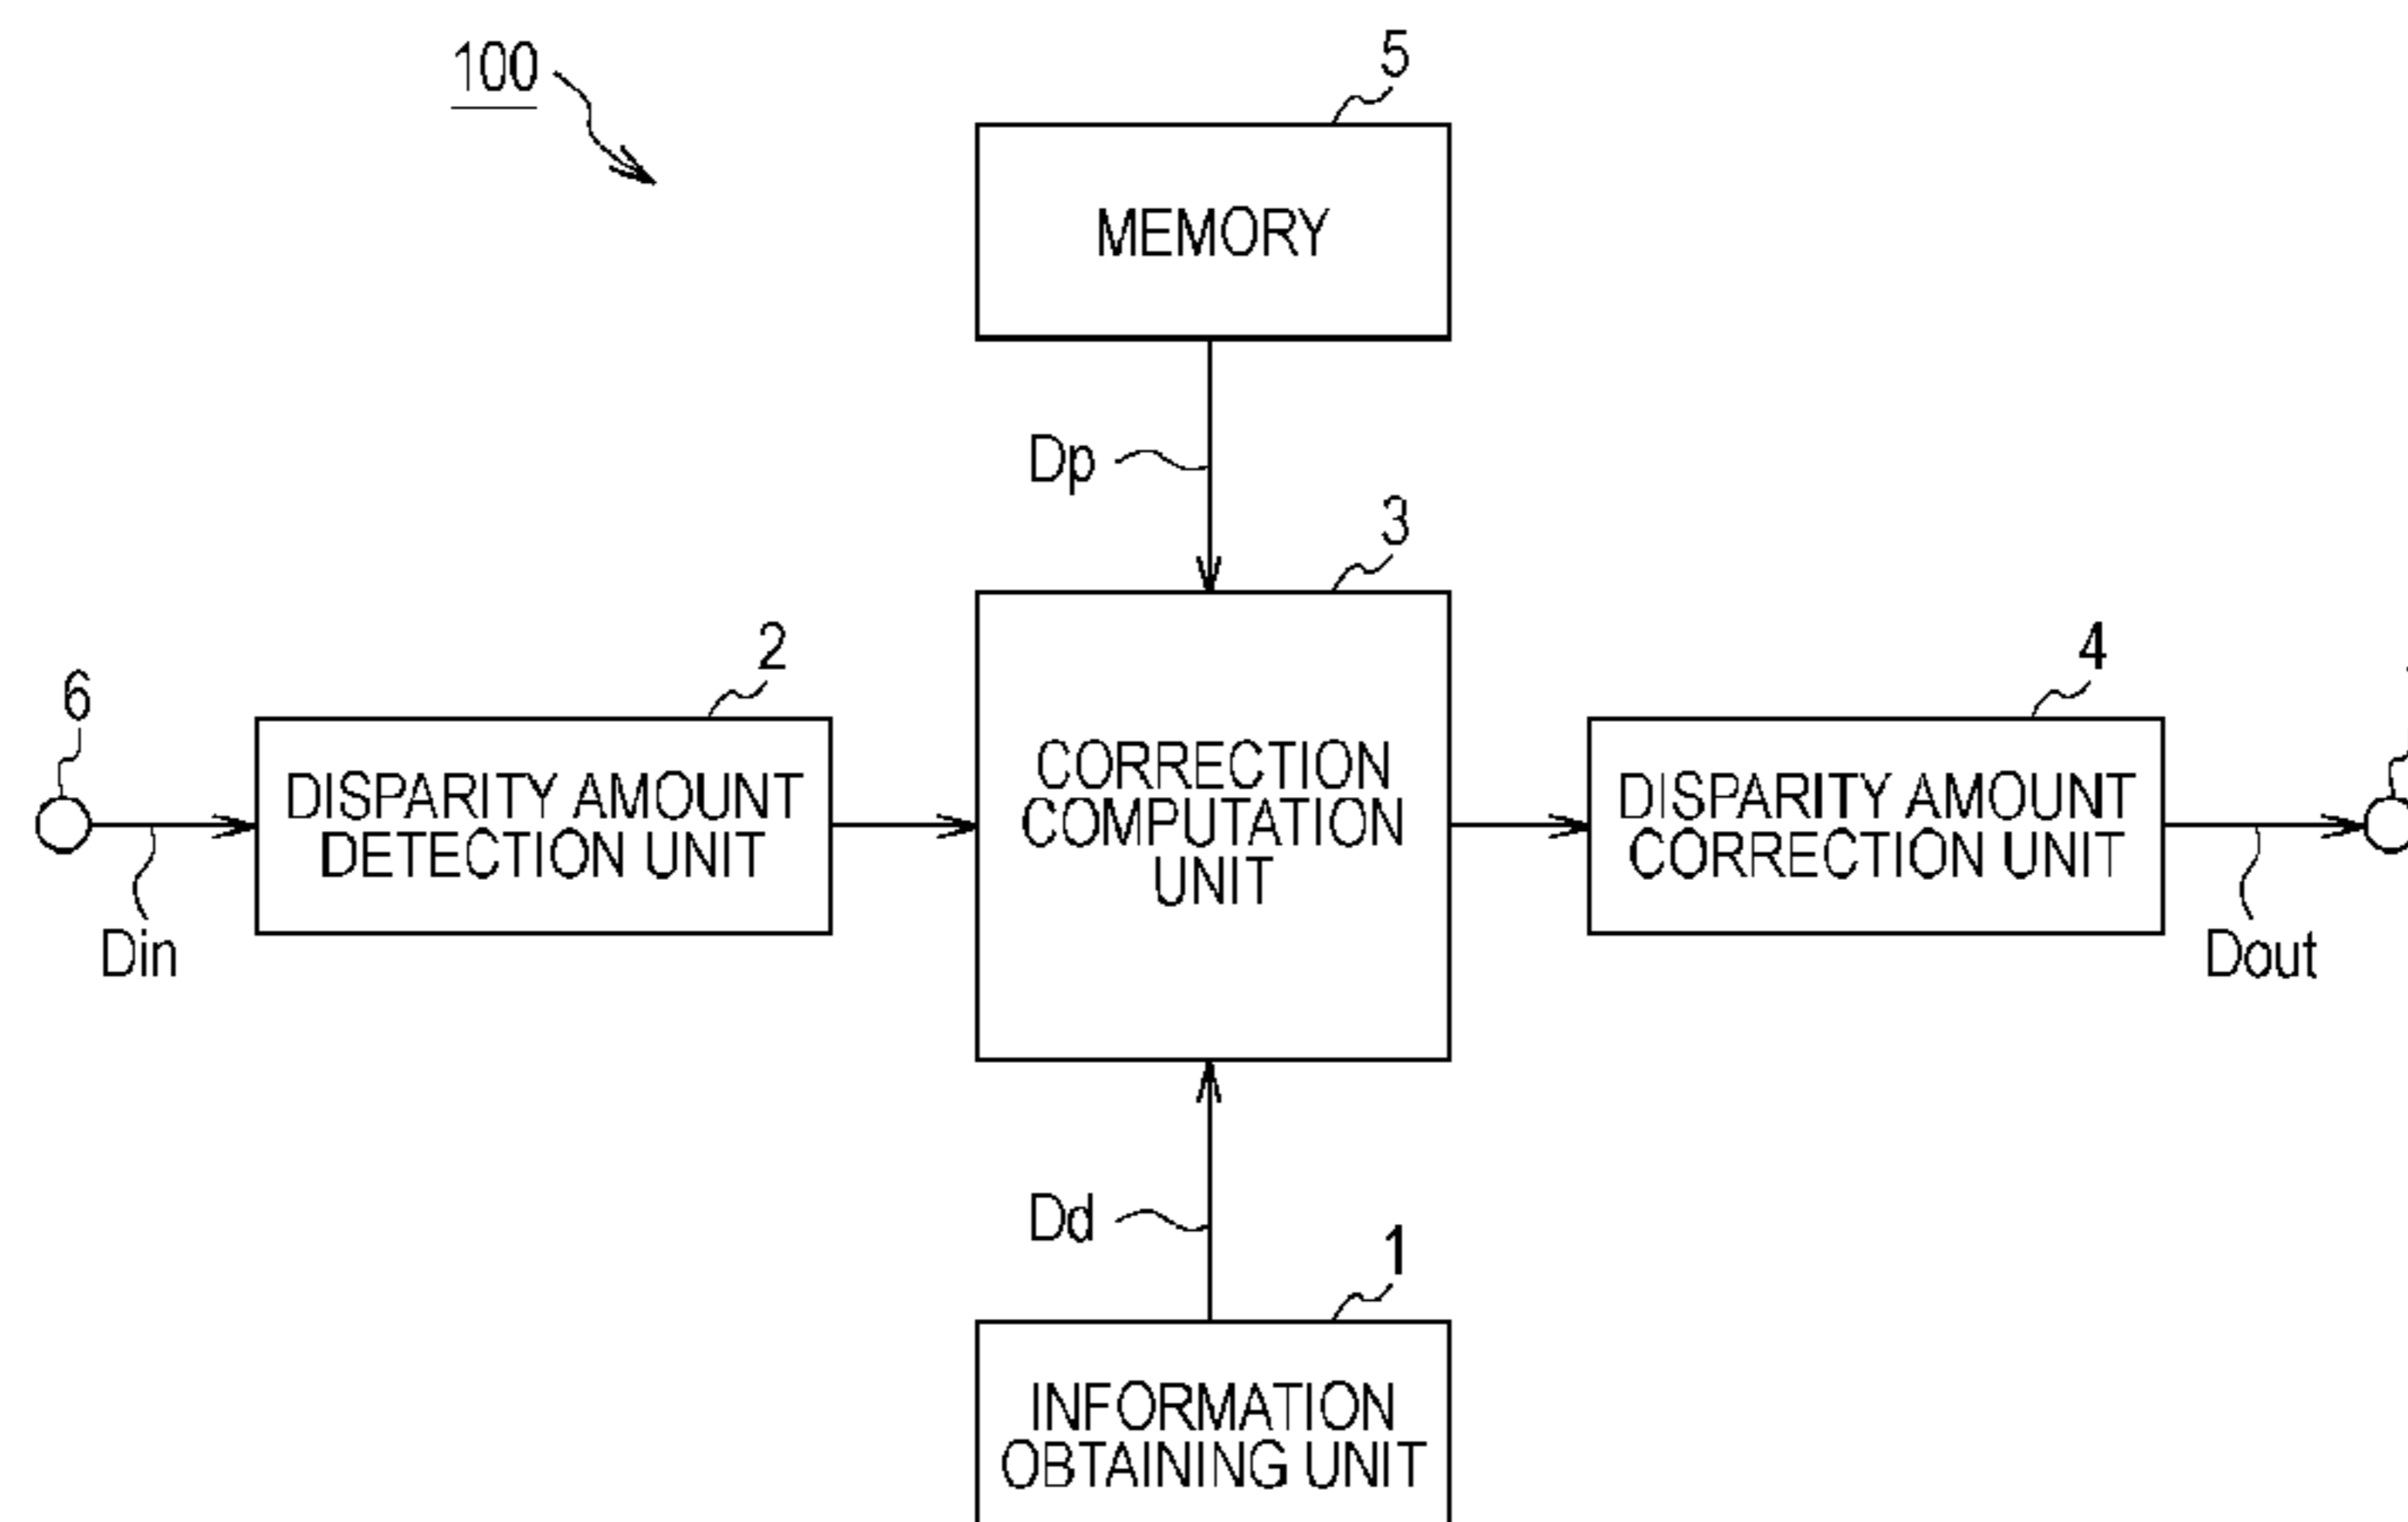 100
5
MEMORY
Dp
3
6
2
4
DISPARITY AMOUNT
DETECTION UNIT
CORRECTION
COMPUTATION
UNIT
DISPARITY AMOUNT
CORRECTION UNIT
Din
Dout
Dd
1
INFORMATION
OBTAINING UNIT